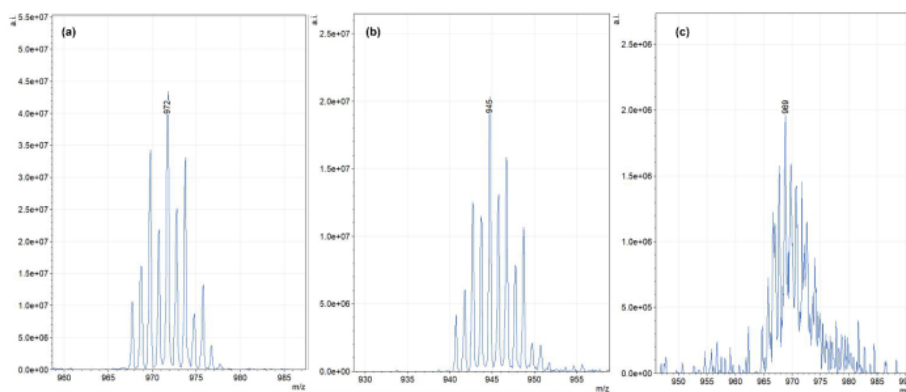 a.i.
5.5e+07
(a)
5.0e+07
4.5e+07
972
4.0e+07
3.5e+07
3.0e+07
2.5e+07
2.0e+07
1.5e+07
1.0e+07
5.0e+06
0.0e+00
960 965 970 975 980 985
m/z
a.i.
2.5e+07
(b)
945
2.0e+07
1.5e+07
1.0e+07
5.0e+06
0.0e+00
930 935 940 945 950 955
m/z
a.i.
2.5e+06
(c)
2.0e+06
969
1.5e+06
1.0e+06
5.0e+05
0.0e+00
950 955 960 965 970 975 980 985
m/z